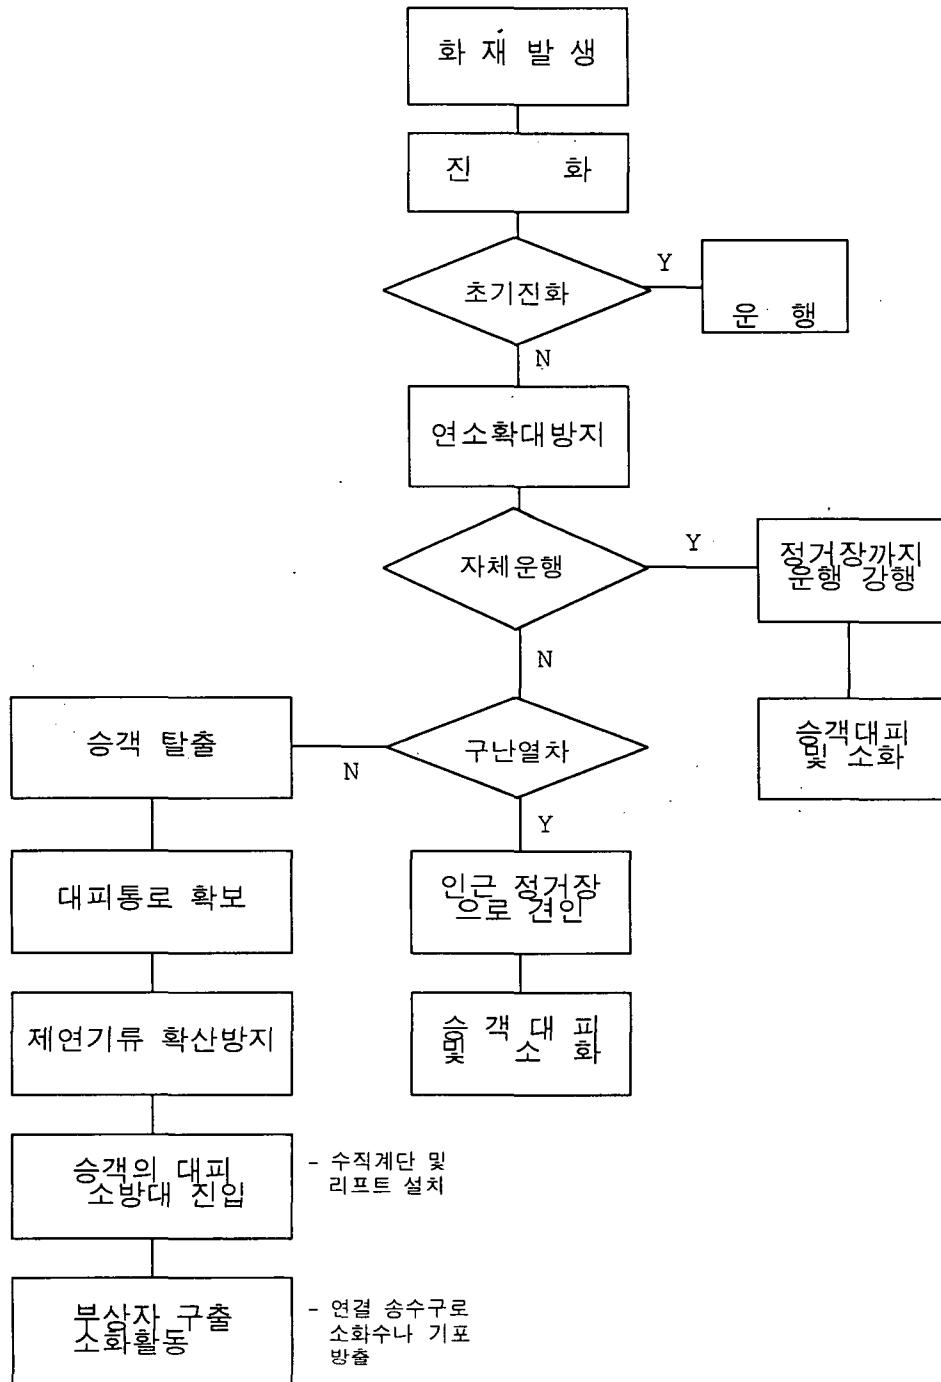 화 재 발 생
진 화
초기진화
Y
운 행
N
연소확대방지
자체운행
Y
정거장까지
운행 강행
N
승객대피
및 소화
구난열차
N
승객 탈출
Y
대피통로 확보
인근 정거장
으로 견인
제연기류 확산방지
승 객 대 피
및 소 화
승객의 대피
소방대 진입
- 수직계단 및
리프트 설치
부상자 구출
소화활동
- 연결 송수구로
소화수나 기포
방출